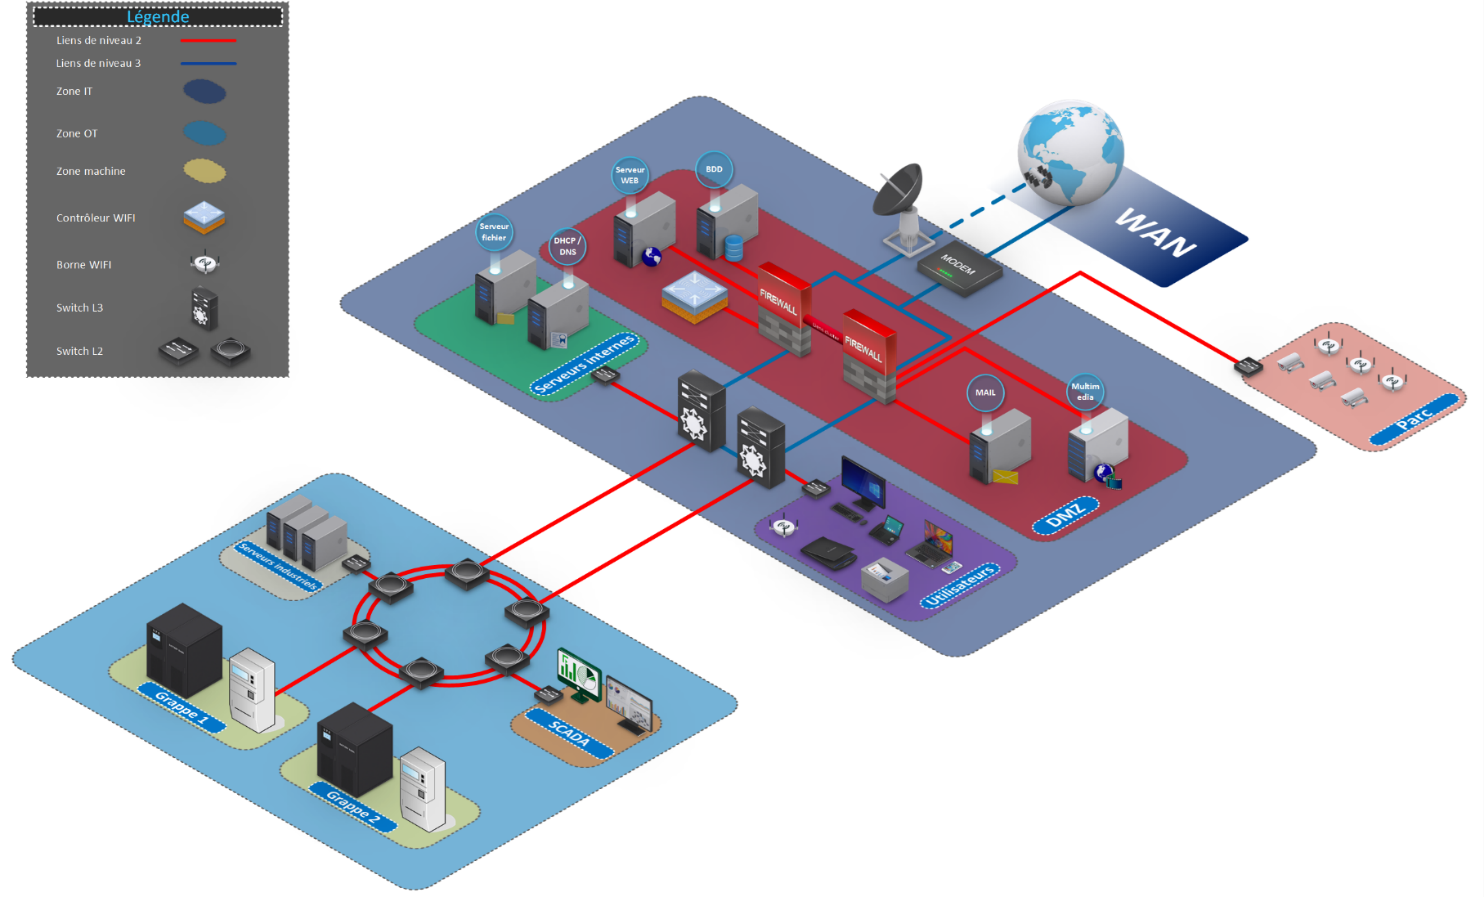 Légende
Liens de niveau 2
Liens de niveau 3
Zone IT
Zone OT
Zone machine
Contrôleur WIFI
Borne WIFI
Switch L3
Switch L2
Serveur
WEB
BDD
Serveur
fichier
DHCP /
DNS
WAN
MODEM
FIREWALL
FIREWALL
Serveurs internes
MAIL
Multim
edia
Parc
DMZ
Utilisateurs
Serveurs industriels
Grappe 1
Grappe 2
SCADA